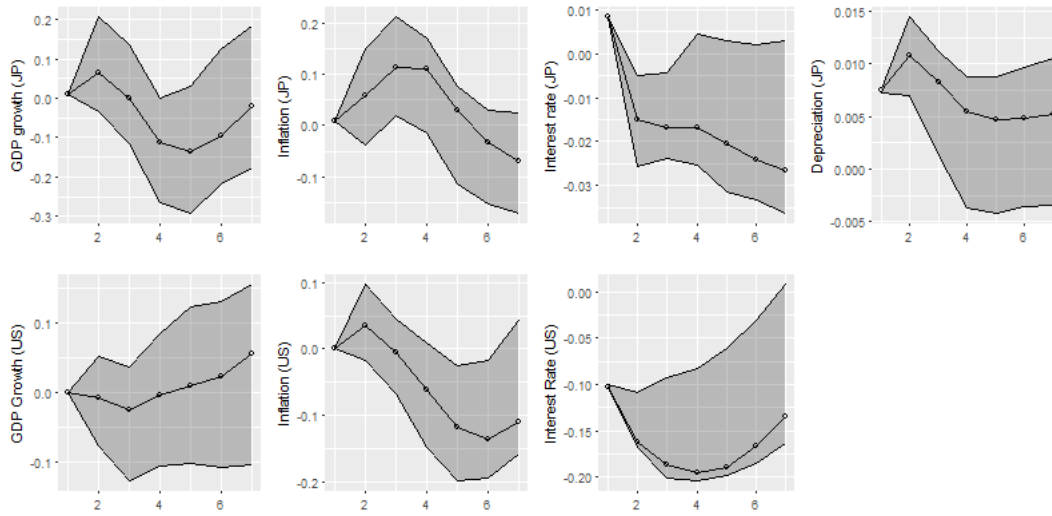 GDP growth (JP)
0.2
0.1
0.0
-0.1
-0.2
-0.3
2 4 6
Inflation (JP)
0.2
0.1
0.0
-0.1
2 4 6
Interest rate (JP)
0.01
0.00
-0.01
-0.02
-0.03
2 4 6
Depreciation (JP)
0.015
0.010
0.005
0.000
-0.005
2 4 6
GDP Growth (US)
0.1
0.0
-0.1
2 4 6
Inflation (US)
0.1
0.0
-0.1
-0.2
2 4 6
Interest Rate (US)
0.00
-0.05
-0.10
-0.15
-0.20
2 4 6